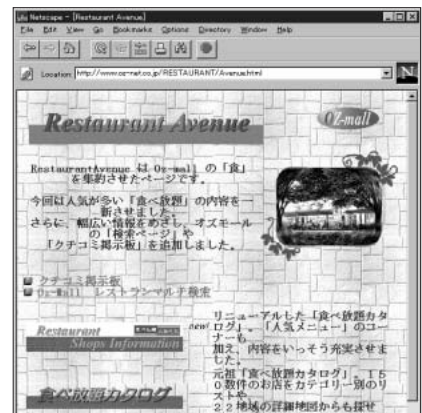 Netscape - [Restaurant Avenue]
File Edit View Go Bookmarks Options Directory Window Help
Location: http://www.oz-net.co.jp/RESTAURANT/Avenue.html
N
Restaurant Avenue
OZ-mall
RestaurantAvenue は Oz-mall の「食」
を集約させたページです。
今回は人気が多い「食べ放題」の内容を一
新させました。
さらに、幅広い情報をめざし、オズモール
の「検索ページ」や
「クチコミ掲示板」を追加しました。
クチコミ掲示板
Oz-Mall レストランマルチ検索
Restaurant
Shops Information
new!
リニューアルした「食べ放題カタ
ログ」。「人気メニュー」のコー
ナーも
加え、内容をいっそう充実させま
した。
食べ放題カタログ
元祖「食べ放題カタログ」。15
0数件のお店をカテゴリー別のリ
ストや
22地域の詳細地図からも探せ